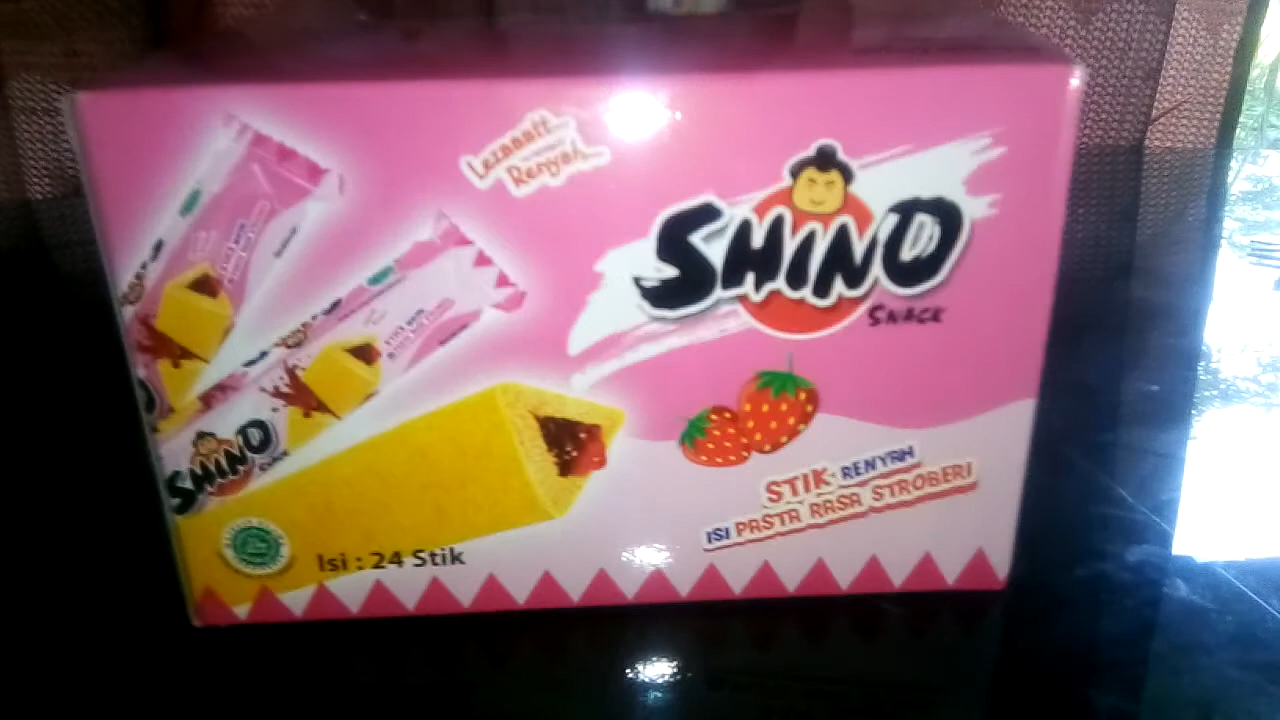 Lezaaatt
Renyah
SHINO
SNACK
SHINO
STIK RENYAH
ISI PASTA RASA STROBERI
Isi : 24 Stik